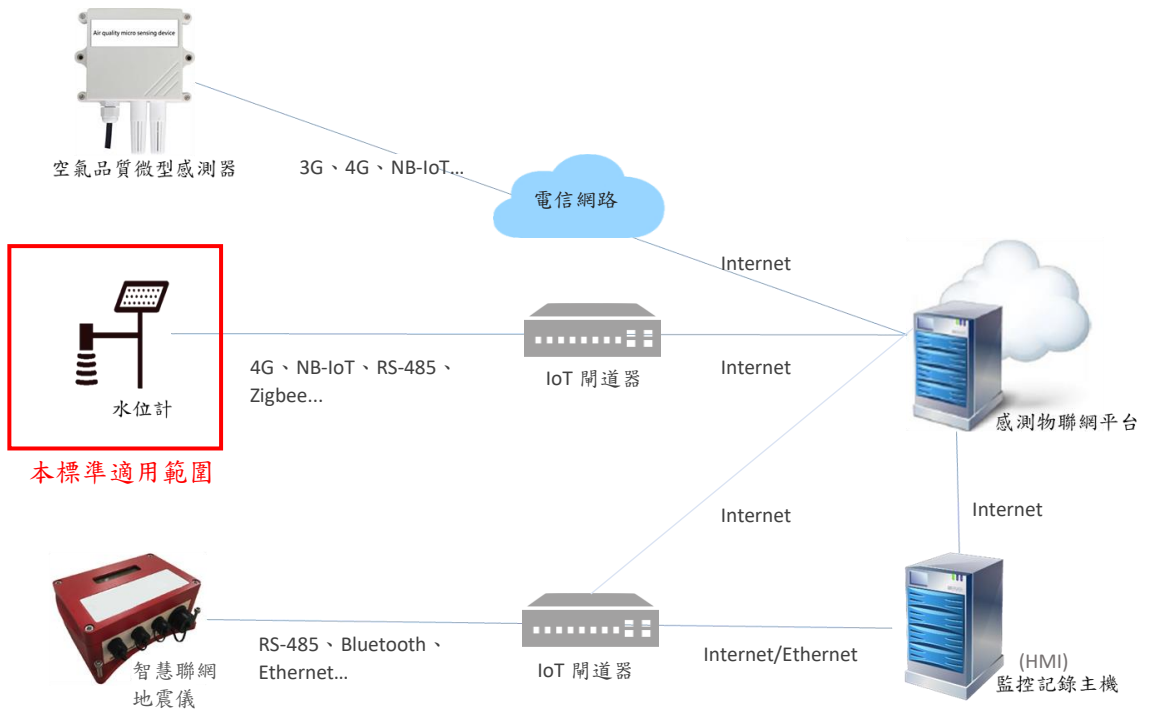 Air quality micro sensing device
空氣品質微型感測器
3G、4G、NB-IoT…
電信網路
Internet
水位計
4G、NB-IoT、RS-485、
Zigbee...
IoT 閘道器
Internet
感測物聯網平台
本標準適用範圍
Internet
Internet
智慧聯網
地震儀
RS-485、Bluetooth、
Ethernet…
IoT 閘道器
Internet/Ethernet
(HMI)
監控記錄主機